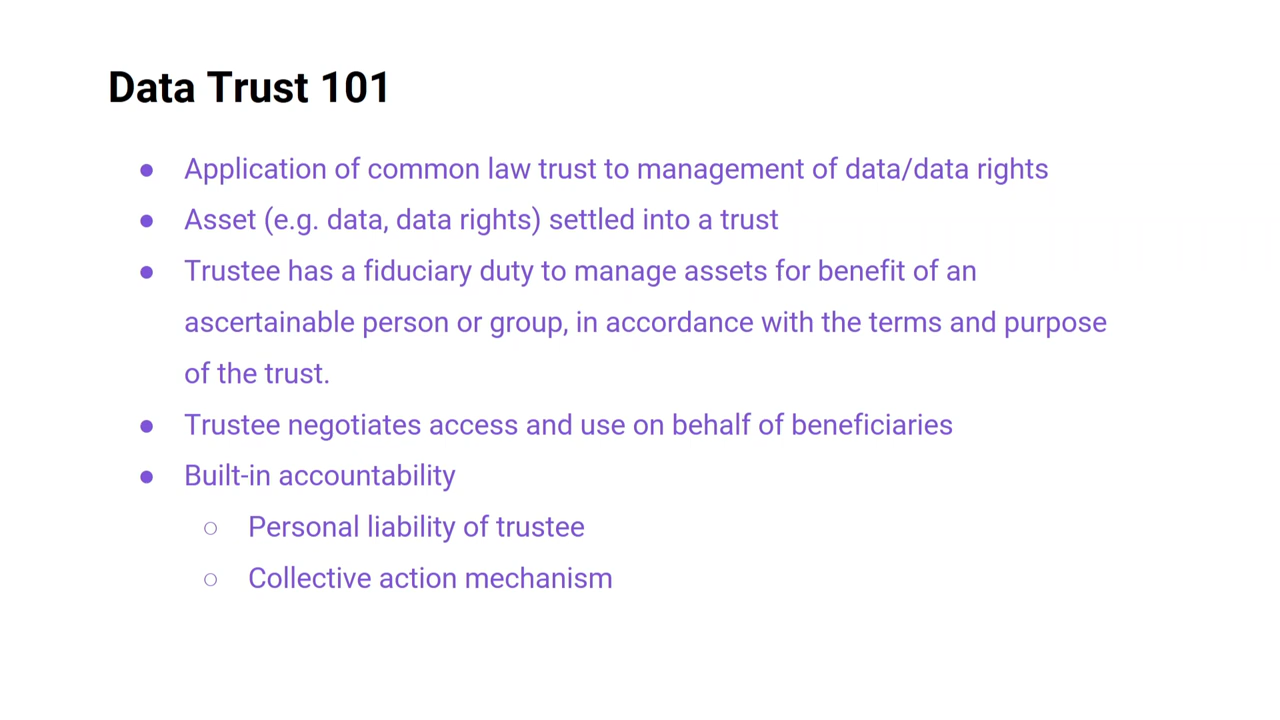 Data Trust 101
● Application of common law trust to management of data/data rights
● Asset (e.g. data, data rights) settled into a trust
● Trustee has a fiduciary duty to manage assets for benefit of an
ascertainable person or group, in accordance with the terms and purpose
of the trust.
● Trustee negotiates access and use on behalf of beneficiaries
● Built-in accountability
○ Personal liability of trustee
○ Collective action mechanism